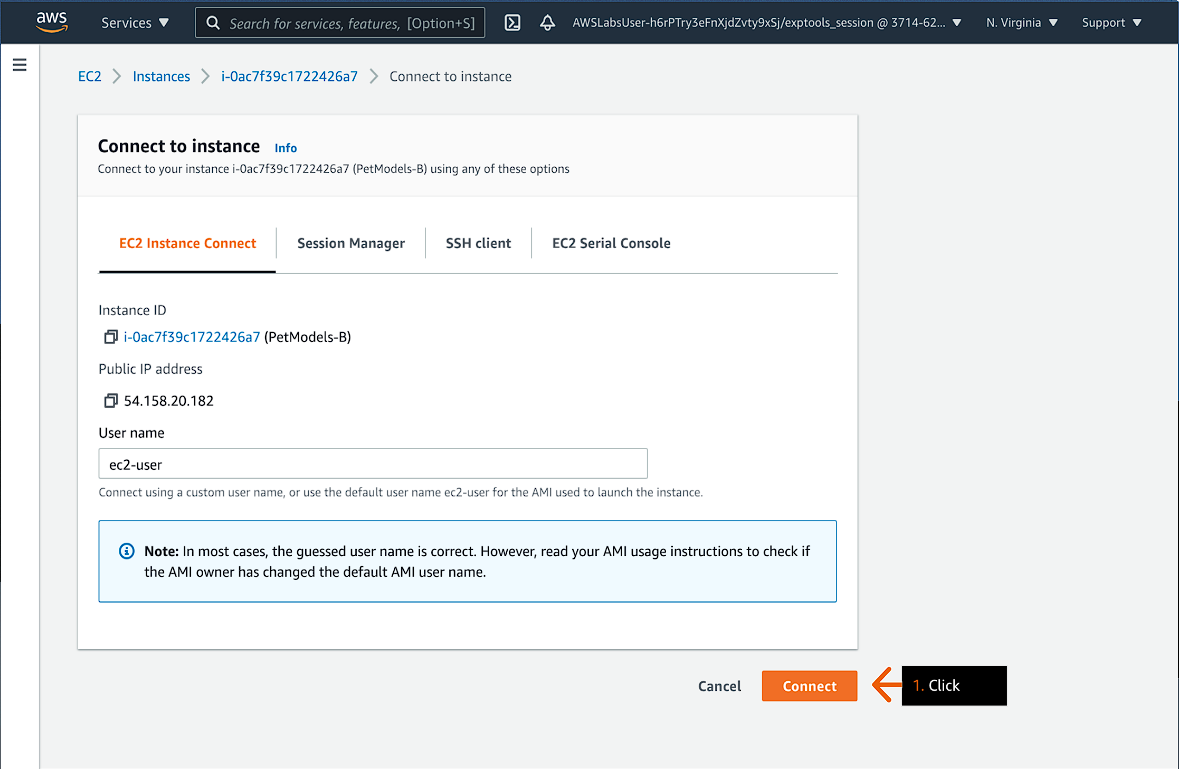 aws Services Search for services, features, [Option+S] AWSLabsUser-h6rPTry3eFnXjdZvty9xSj/exptools_session @ 3714-62... N. Virginia Support
EC2 Instances i-0ac7f39c1722426a7 Connect to instance
Connect to instance Info
Connect to your instance i-0ac7f39c1722426a7 (PetModels-B) using any of these options
EC2 Instance Connect Session Manager SSH client EC2 Serial Console
Instance ID
i-0ac7f39c1722426a7 (PetModels-B)
Public IP address
54.158.20.182
User name
ec2-user
Connect using a custom user name, or use the default user name ec2-user for the AMI used to launch the instance.
Note: In most cases, the guessed user name is correct. However, read your AMI usage instructions to check if
the AMI owner has changed the default AMI user name.
Cancel Connect 1. Click